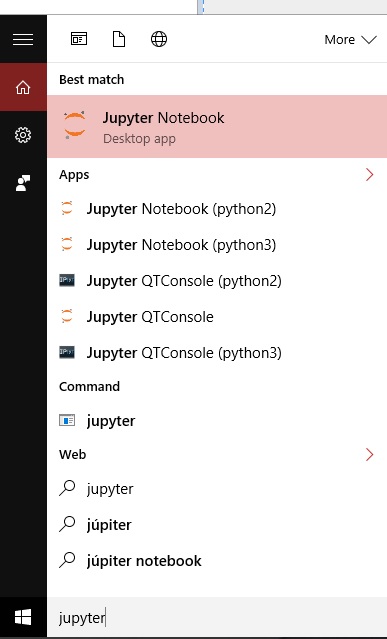 More
Best match
Jupyter Notebook
Desktop app
Apps
Jupyter Notebook (python2)
Jupyter Notebook (python3)
Jupyter QTConsole (python2)
Jupyter QTConsole
Jupyter QTConsole (python3)
Command
jupyter
Web
jupyter
júpiter
júpiter notebook
jupyter